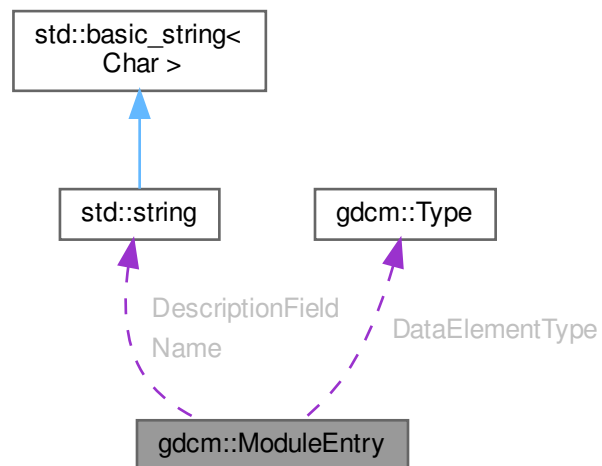 std::basic_string<
Char >
std::string
gdcm::Type
DescriptionField
Name
DataElementType
gdcm::ModuleEntry